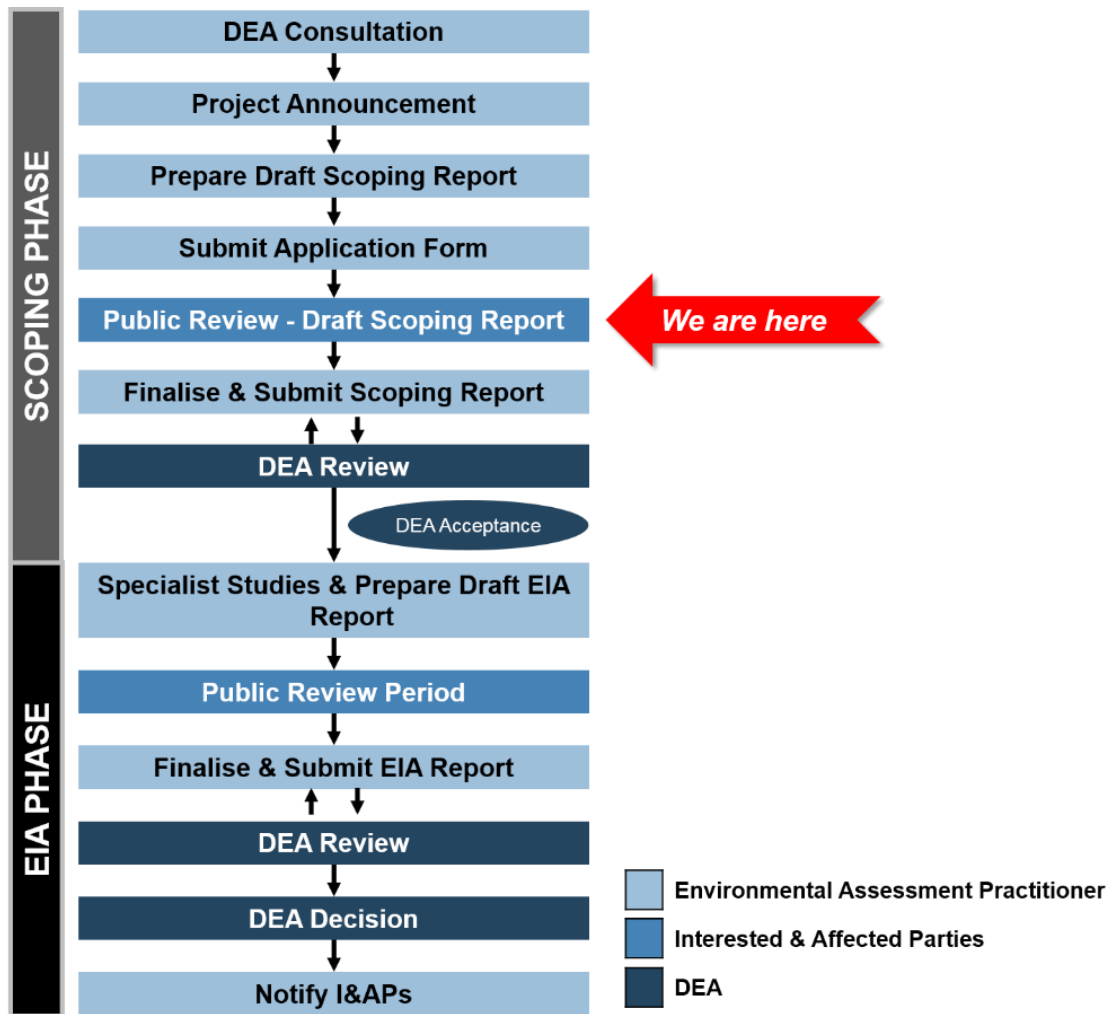 SCOPING PHASE
DEA Consultation
Project Announcement
Prepare Draft Scoping Report
Submit Application Form
Public Review - Draft Scoping Report
We are here
Finalise & Submit Scoping Report
DEA Review
DEA Acceptance
EIA PHASE
Specialist Studies & Prepare Draft EIA
Report
Public Review Period
Finalise & Submit EIA Report
DEA Review
DEA Decision
Notify I&APs
Environmental Assessment Practitioner
Interested & Affected Parties
DEA